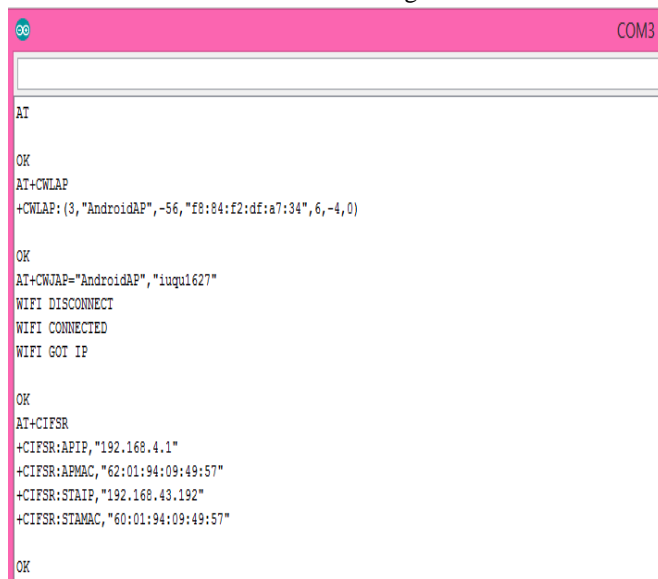 COM3
AT
OK
AT+CWLAP
+CWLAP:(3,"AndroidAP",-56,"f8:84:f2:df:a7:34",6,-4,0)
OK
AT+CWJAP="AndroidAP","iuqu1627"
WIFI DISCONNECT
WIFI CONNECTED
WIFI GOT IP
OK
AT+CIFSR
+CIFSR:APIP,"192.168.4.1"
+CIFSR:APMAC,"62:01:94:09:49:57"
+CIFSR:STAIP,"192.168.43.192"
+CIFSR:STAMAC,"60:01:94:09:49:57"
OK